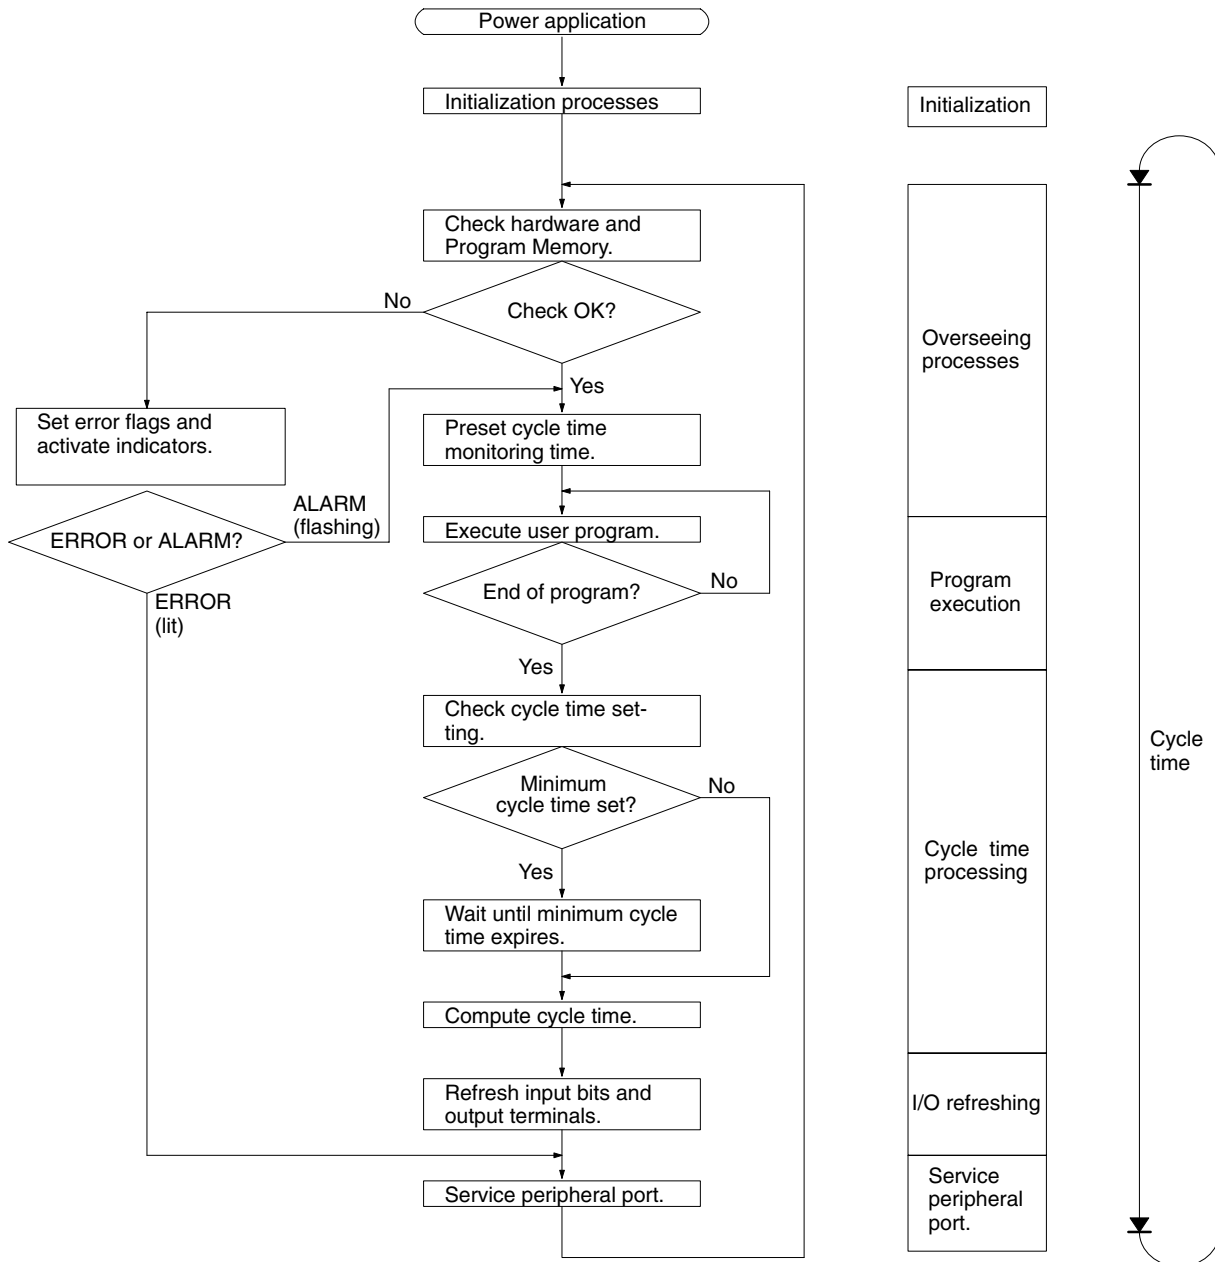 Power application
Initialization processes
Initialization
Check hardware and
Program Memory.
No
Check OK?
Yes
Overseeing
processes
Set error flags and
activate indicators.
Preset cycle time
monitoring time.
ALARM
(flashing)
ERROR or ALARM?
Execute user program.
No
End of program?
Program
execution
ERROR
(lit)
Yes
Check cycle time set-
ting.
Cycle
time
Minimum
cycle time set?
No
Cycle time
processing
Yes
Wait until minimum cycle
time expires.
Compute cycle time.
Refresh input bits and
output terminals.
I/O refreshing
Service peripheral port.
Service
peripheral
port.